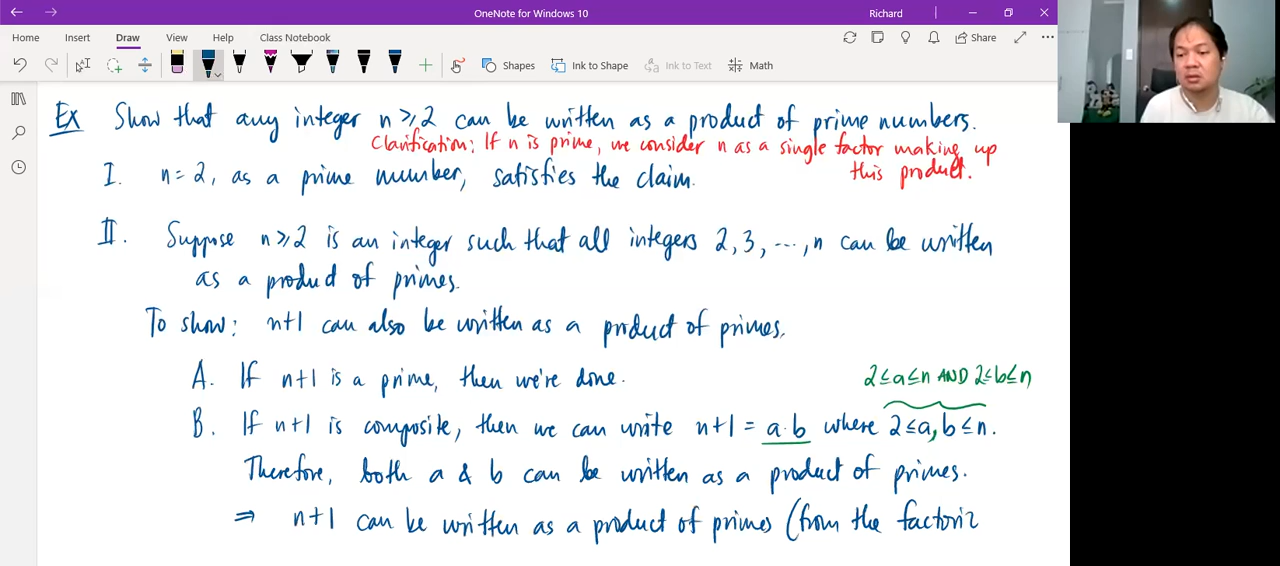 OneNote for Windows 10
Richard
Home Insert Draw View Help Class Notebook
Share
Shapes Ink to Shape Ink to Text Math
Ex Show that any integer n ≥ 2 can be written as a product of prime numbers.
Clarification: If n is prime, we consider n as a single factor making up
this product.
I. n = 2, as a prime number, satisfies the claim.
II. Suppose n ≥ 2 is an integer such that all integers 2, 3, ..., n can be written
as a product of primes.
To show: n+1 can also be written as a product of primes.
A. If n+1 is a prime, then we're done.
2 ≤ a ≤ n AND 2 ≤ b ≤ n
B. If n+1 is composite, then we can write n+1 = a·b where 2 ≤ a, b ≤ n.
Therefore, both a & b can be written as a product of primes.
⇒ n+1 can be written as a product of primes (from the factoriz